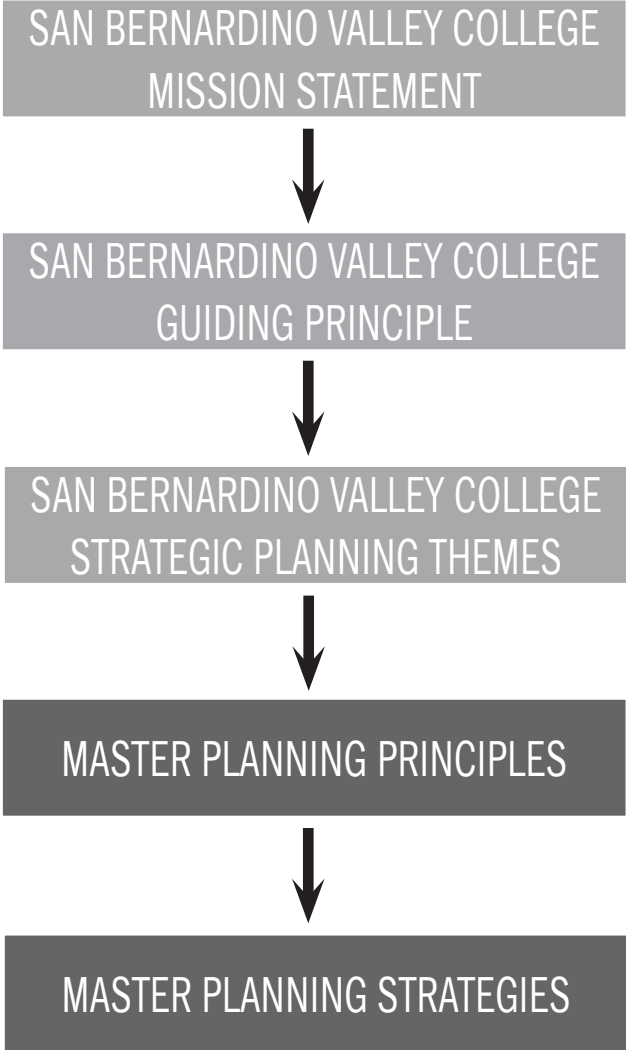 SAN BERNARDINO VALLEY COLLEGE
MISSION STATEMENT
SAN BERNARDINO VALLEY COLLEGE
GUIDING PRINCIPLE
SAN BERNARDINO VALLEY COLLEGE
STRATEGIC PLANNING THEMES
MASTER PLANNING PRINCIPLES
MASTER PLANNING STRATEGIES